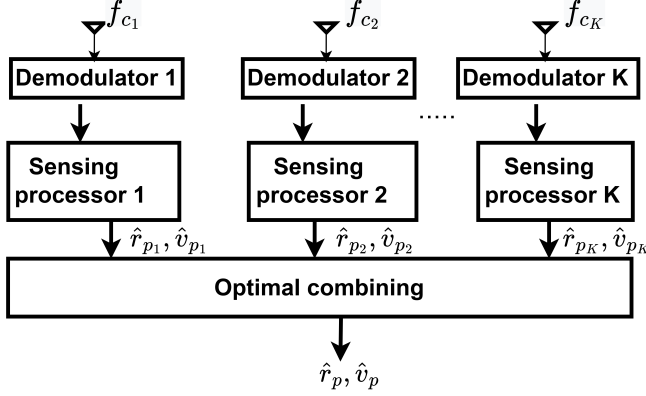 f_{c_1} f_{c_2} f_{c_K}
Demodulator 1 Demodulator 2 Demodulator K
.....
Sensing Sensing Sensing
processor 1 processor 2 processor K
r̂_{p_1}, v̂_{p_1} r̂_{p_2}, v̂_{p_2} r̂_{p_K}, v̂_{p_K}
Optimal combining
r̂_p, v̂_p